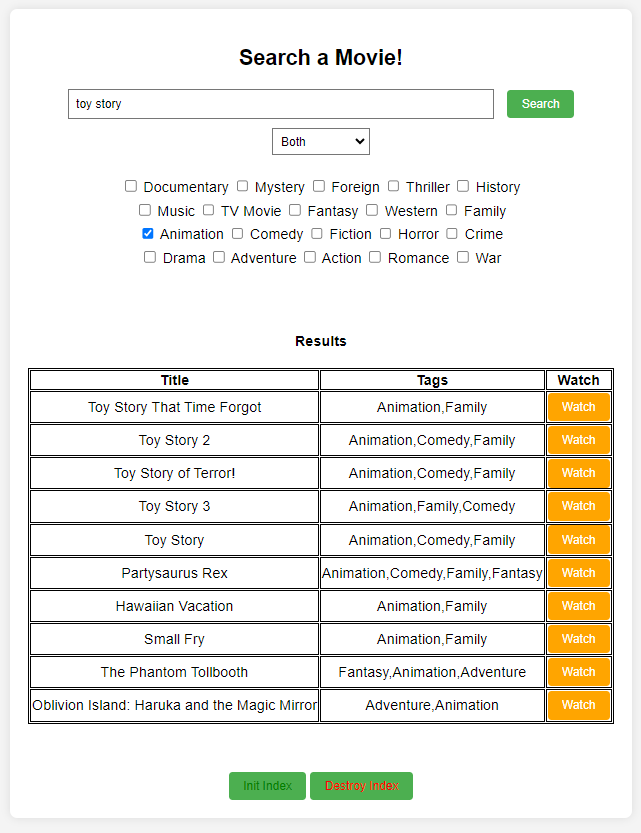 Search a Movie!
toy story Search
Both
Documentary Mystery Foreign Thriller History
Music TV Movie Fantasy Western Family
Animation Comedy Fiction Horror Crime
Drama Adventure Action Romance War
Results
Title Tags Watch
Toy Story That Time Forgot Animation,Family Watch
Toy Story 2 Animation,Comedy,Family Watch
Toy Story of Terror! Animation,Comedy,Family Watch
Toy Story 3 Animation,Family,Comedy Watch
Toy Story Animation,Comedy,Family Watch
Partysaurus Rex Animation,Comedy,Family,Fantasy Watch
Hawaiian Vacation Animation,Family Watch
Small Fry Animation,Family Watch
The Phantom Tollbooth Fantasy,Animation,Adventure Watch
Oblivion Island: Haruka and the Magic Mirror Adventure,Animation Watch
Init Index Destroy Index